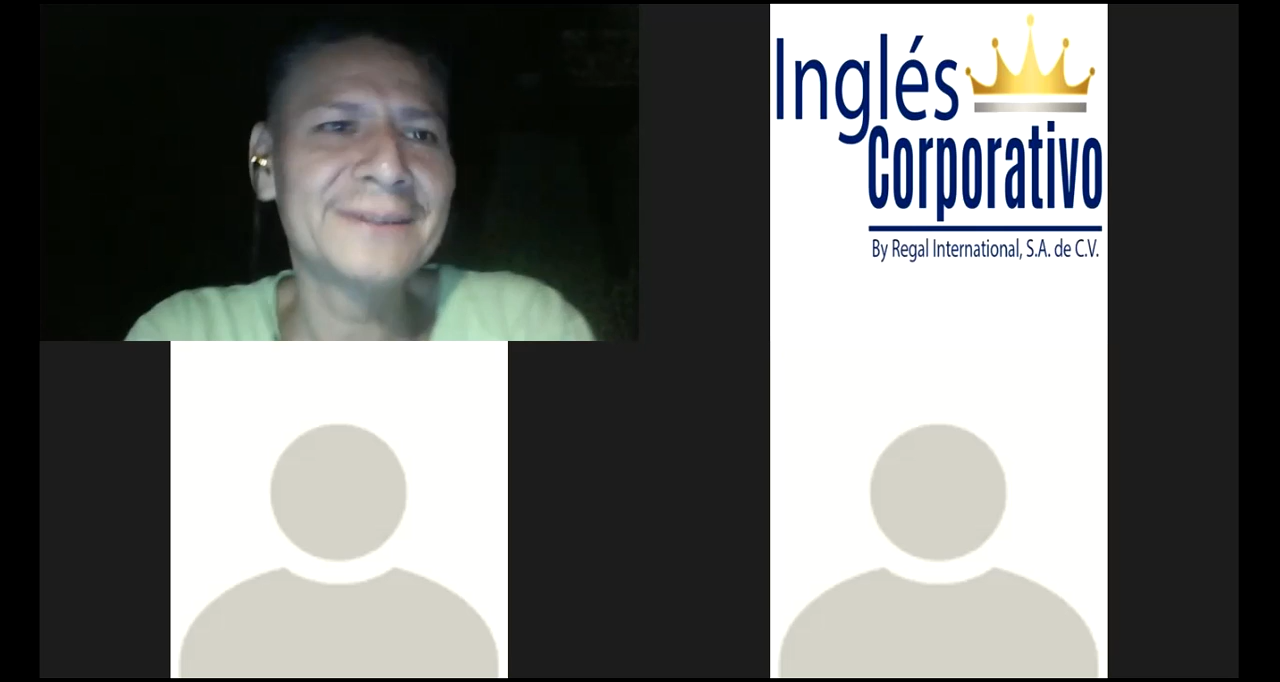 Inglés
Corporativo
By Regal International, S.A. de C.V.